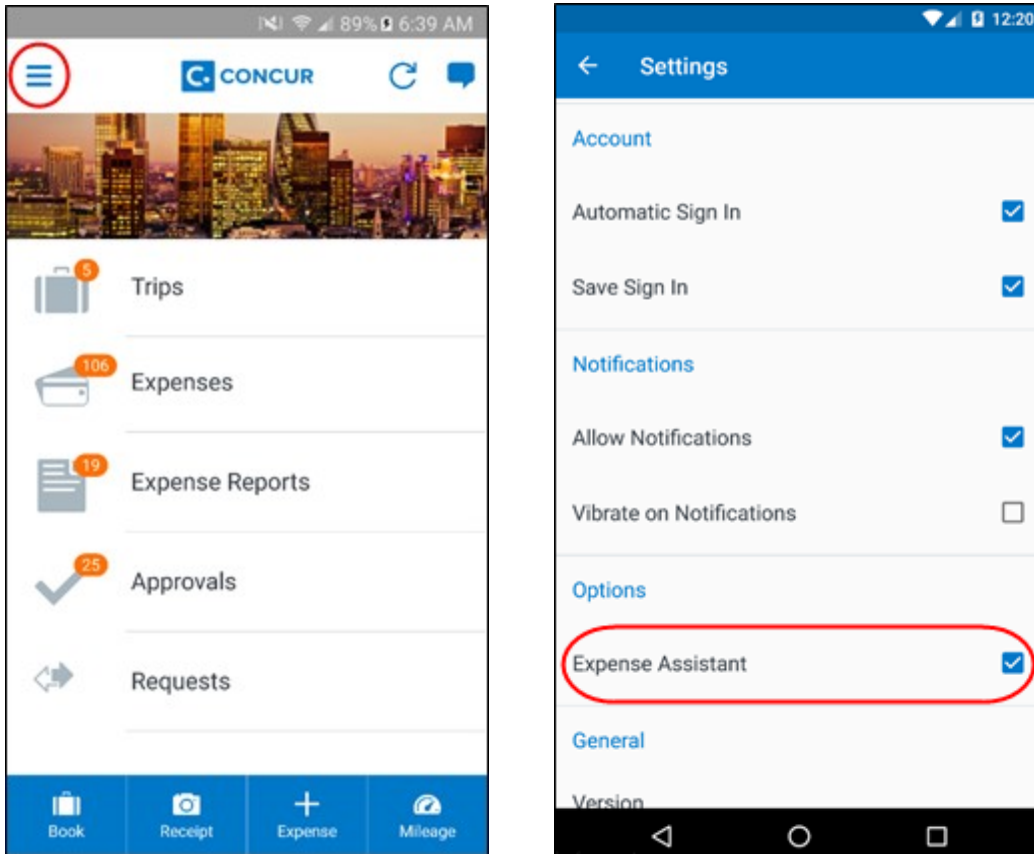 89% 6:39 AM
C. CONCUR
5
Trips
106
Expenses
19
Expense Reports
25
Approvals
Requests
Book
Receipt
Expense
Mileage
12:20
Settings
Account
Automatic Sign In
Save Sign In
Notifications
Allow Notifications
Vibrate on Notifications
Options
Expense Assistant
General
Version